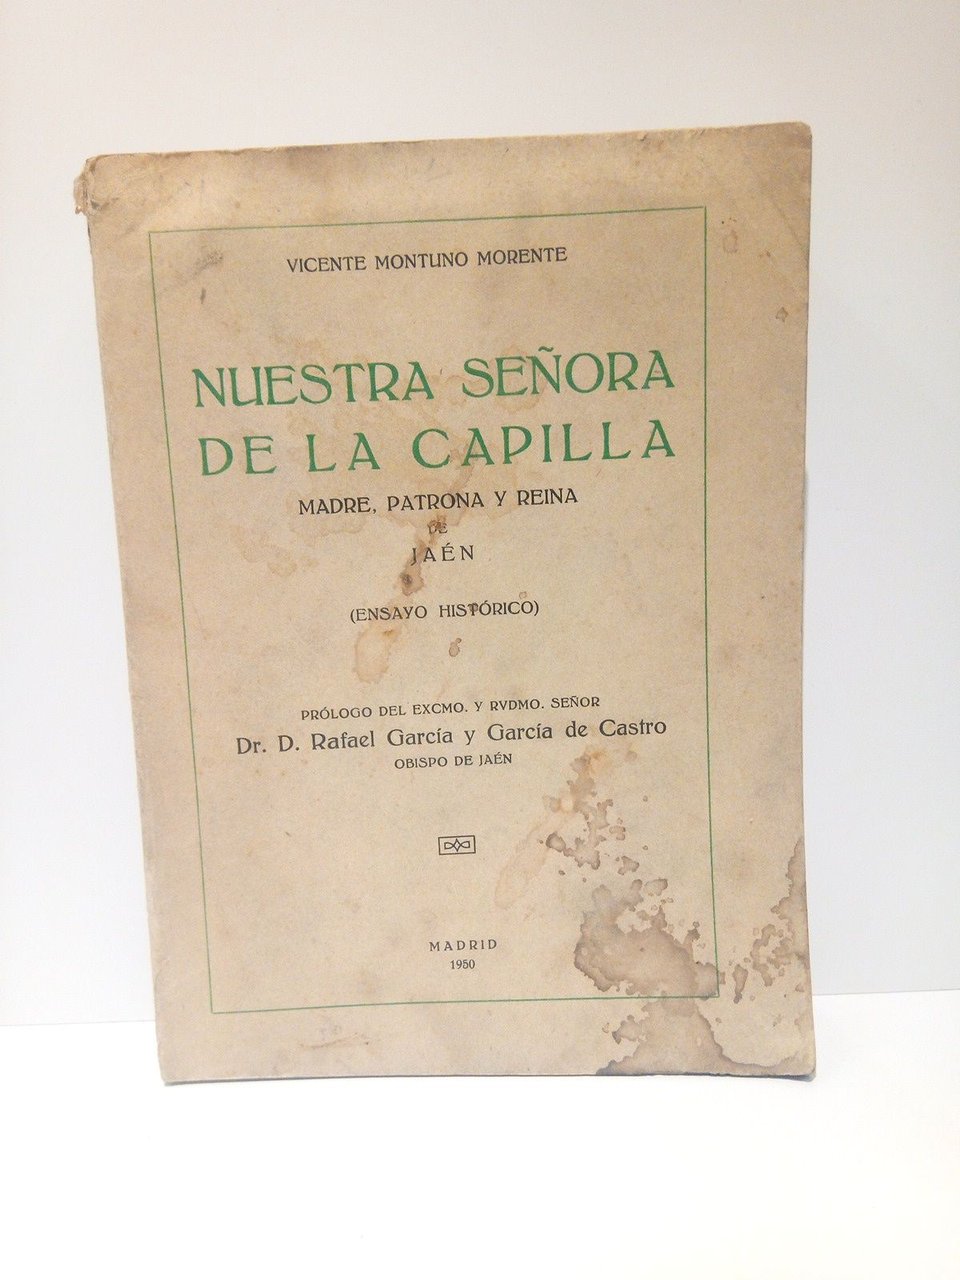 VICENTE MONTUNO MORENTE
NUESTRA SEÑORA
DE LA CAPILLA
MADRE, PATRONA Y REINA
DE
JAÉN
(ENSAYO HISTÓRICO)
PRÓLOGO DEL EXCMO. Y RVDMO. SEÑOR
Dr. D. Rafael García y García de Castro
OBISPO DE JAÉN
MADRID
1950